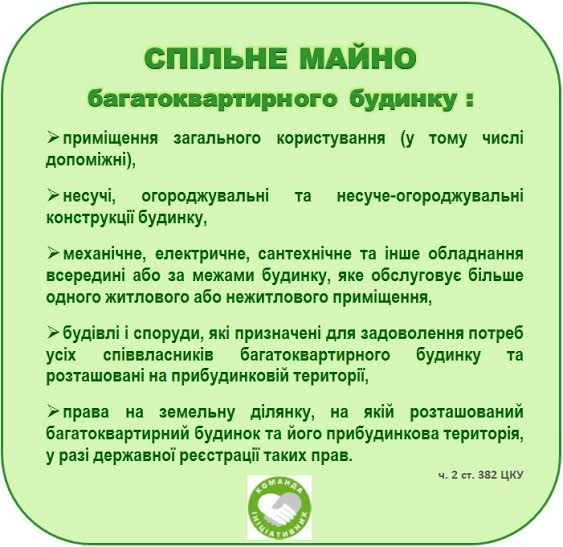 СПІЛЬНЕ МАЙНО
багатоквартирного будинку :
➢приміщення загального користування (у тому числі
допоміжні),
➢несучі, огороджувальні та несуче-огороджувальні
конструкції будинку,
➢механічне, електричне, сантехнічне та інше обладнання
всередині або за межами будинку, яке обслуговує більше
одного житлового або нежитлового приміщення,
➢будівлі і споруди, які призначені для задоволення потреб
усіх співвласників багатоквартирного будинку та
розташовані на прибудинковій території,
➢права на земельну ділянку, на якій розташований
багатоквартирний будинок та його прибудинкова територія,
у разі державної реєстрації таких прав.
ч. 2 ст. 382 ЦКУ
КОМАНДА
ІНІЦІАТИВНИХ